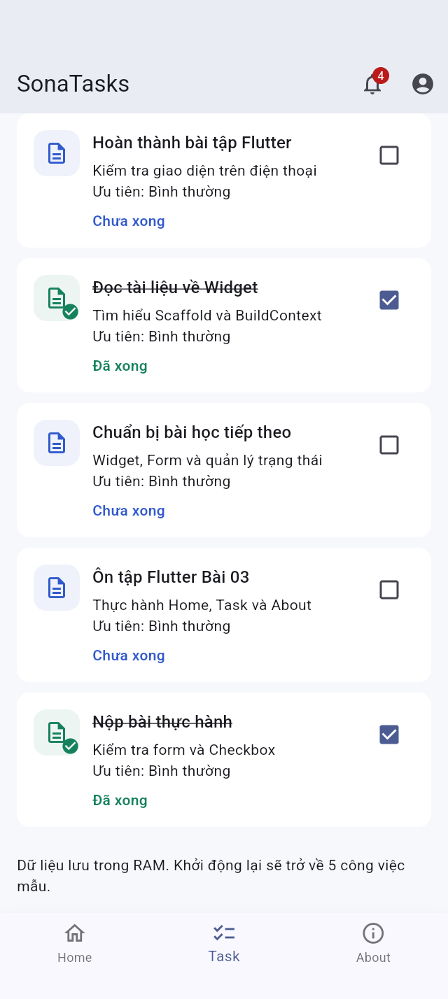 SonaTasks
4
Hoàn thành bài tập Flutter
Kiểm tra giao diện trên điện thoại
Ưu tiên: Bình thường
Chưa xong
Đọc tài liệu về Widget
Tìm hiểu Scaffold và BuildContext
Ưu tiên: Bình thường
Đã xong
Chuẩn bị bài học tiếp theo
Widget, Form và quản lý trạng thái
Ưu tiên: Bình thường
Chưa xong
Ôn tập Flutter Bài 03
Thực hành Home, Task và About
Ưu tiên: Bình thường
Chưa xong
Nộp bài thực hành
Kiểm tra form và Checkbox
Ưu tiên: Bình thường
Đã xong
Dữ liệu lưu trong RAM. Khởi động lại sẽ trở về 5 công việc
mẫu.
Home
Task
About